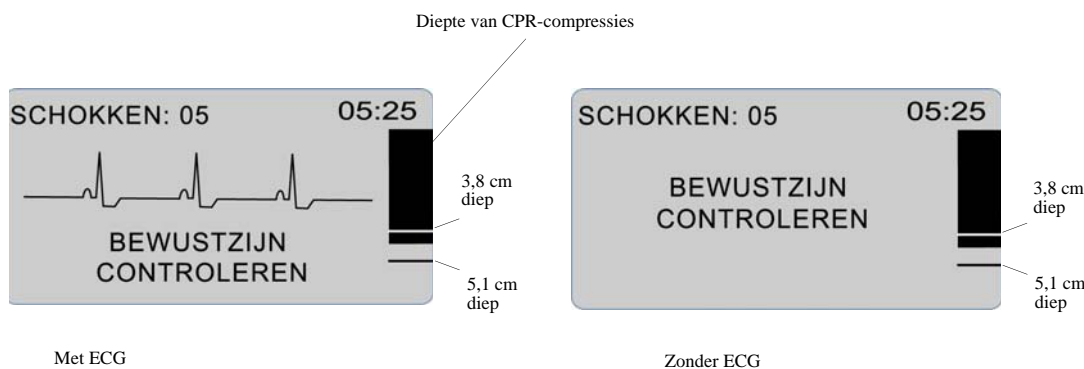 Diepte van CPR-compressies
SCHOKKEN: 05 05:25
BEWUSTZIJN
CONTROLEREN
3,8 cm
diep
5,1 cm
diep
SCHOKKEN: 05 05:25
BEWUSTZIJN
CONTROLEREN
3,8 cm
diep
5,1 cm
diep
Met ECG
Zonder ECG